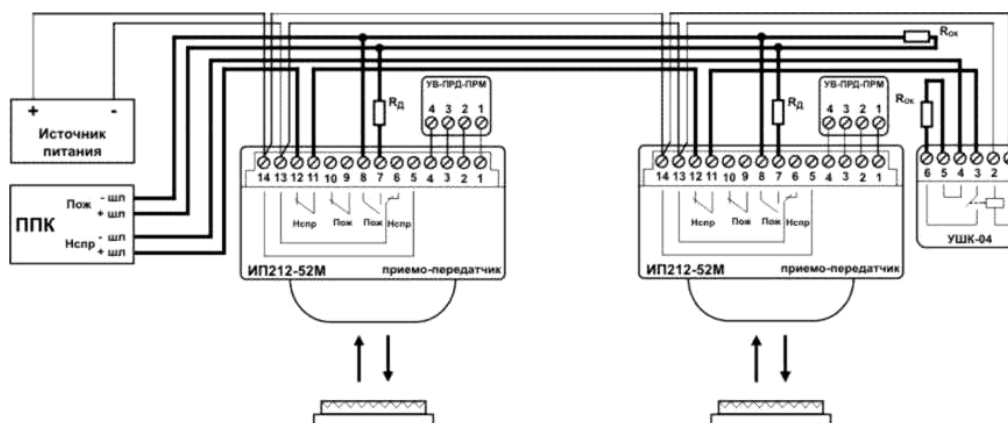 Rок
УВ-ПРД-ПРМ
4 3 2 1
RД
УВ-ПРД-ПРМ
4 3 2 1
RД
Rок
+ -
Источник
питания
14 13 12 11 10 9 8 7 6 5 4 3 2 1
14 13 12 11 10 9 8 7 6 5 4 3 2 1
6 5 4 3 2
ППК
Пож
- шл
+ шл
Нспр
- шл
+ шл
Нспр Пож Пож Нспр
Нспр Пож Пож Нспр
УШК-04
ИП212-52М
приемо-передатчик
ИП212-52М
приемо-передатчик